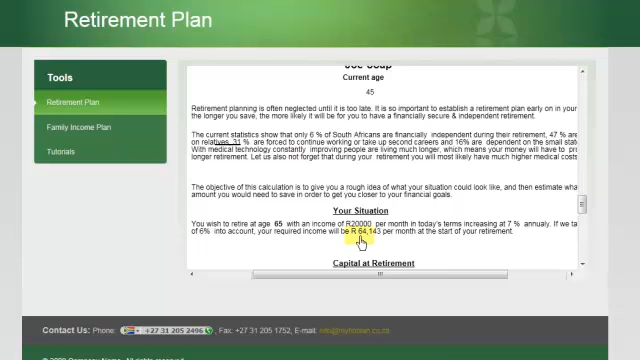 Retirement Plan
Tools
Retirement Plan
Family Income Plan
Tutorials
Joe Soap
Current age
45
Retirement planning is often neglected until it is too late. It is so important to establish a retirement plan early on in your
the longer you save, the more likely it will be for you to have a financially secure & independent retirement.
The current statistics show that only 6 % of South Africans are financially independent during their retirement, 47 % are
on relatives, 31 % are forced to continue working or take up second careers and 16% are dependent on the small stat
With medical technology constantly improving people are living much longer, which means your money will have to pr
longer retirement. Let us also not forget that during your retirement you will most likely have much higher medical costs
The objective of this calculation is to give you a rough idea of what your situation could look like, and then estimate wha
amount you would need to save in order to get you closer to your financial goals.
Your Situation
You wish to retire at age 65 with an income of R20000 per month in today's terms increasing at 7 % annualy. If we ta
of 6% into account, your required income will be R 64,143 per month at the start of your retirement.
Capital at Retirement
Contact Us: Phone: +27 31 205 2496, Fax. +27 31 205 1752, E-mail: